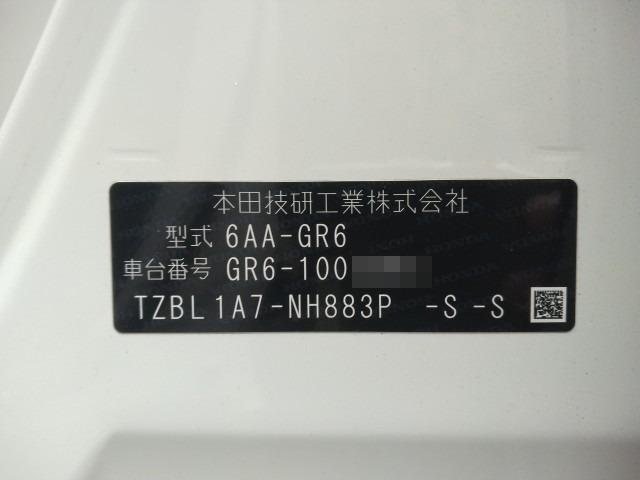 本田技研工業株式会社
型式 6AA-GR6
車台番号 GR6-100
TZBL1A7-NH883P -S -S